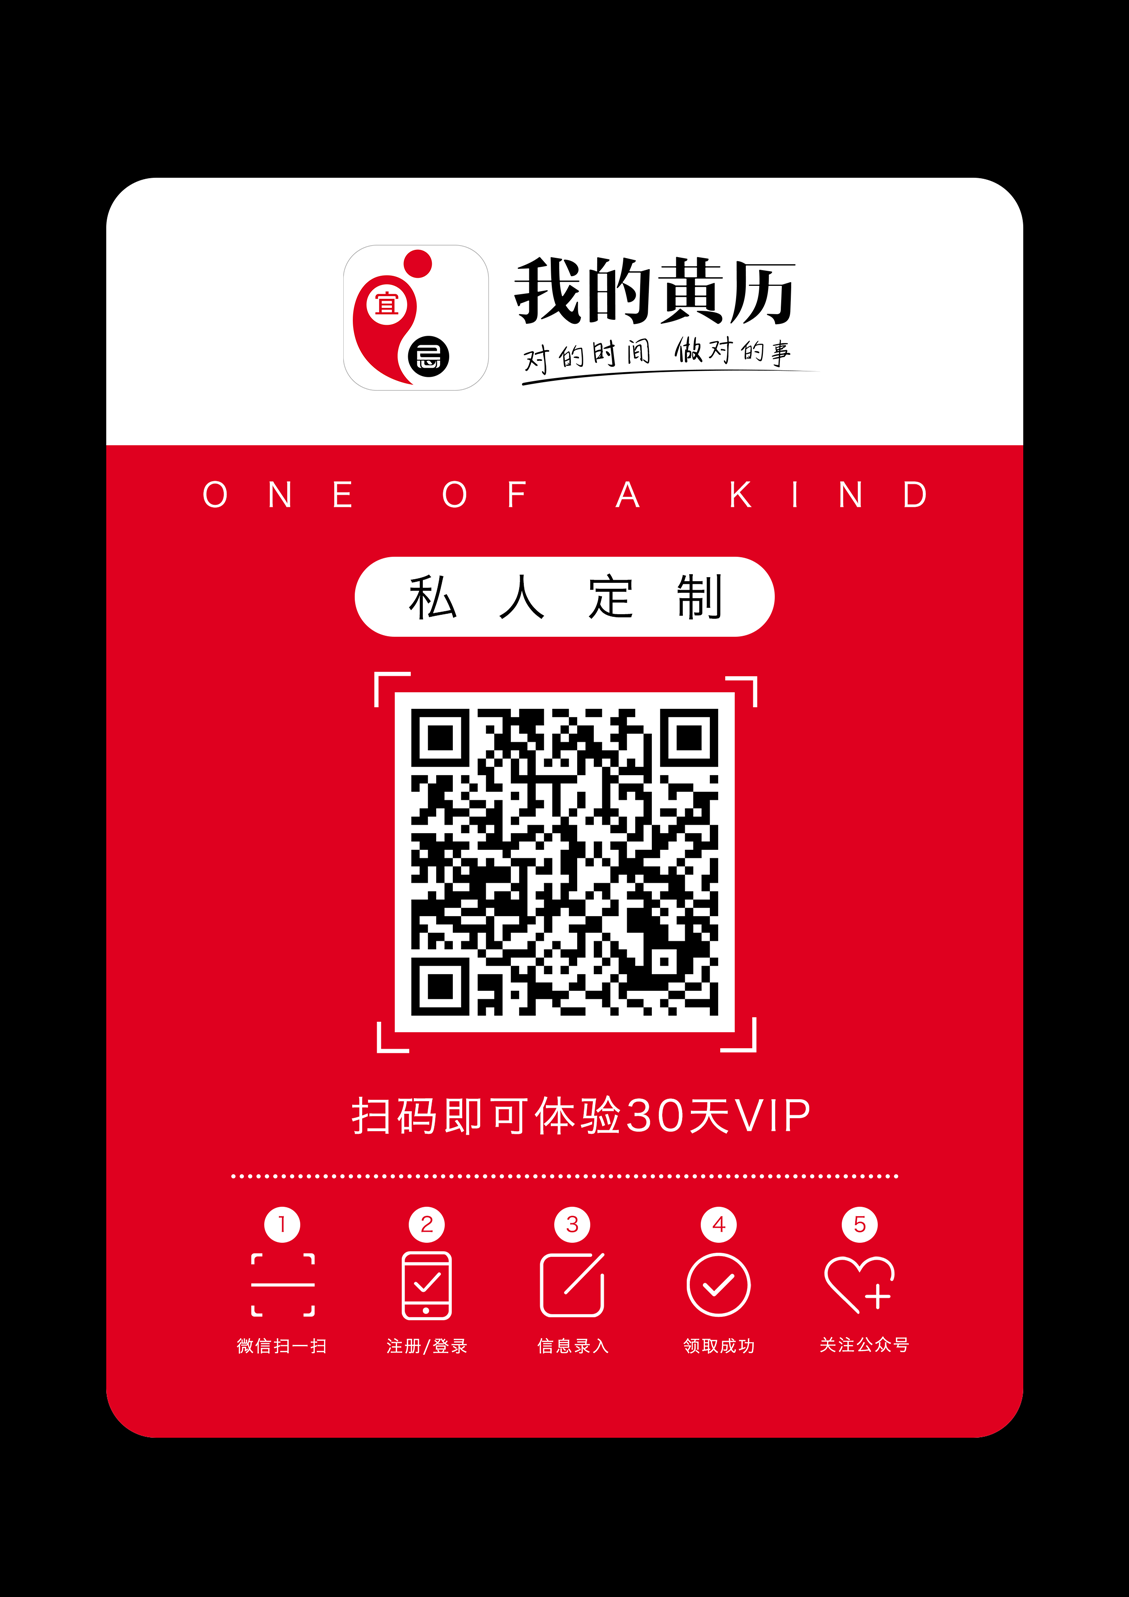 宜
忌
我的黄历
对的时间 做对的事
ONE OF A KIND
私人定制
扫码即可体验30天VIP
1 2 3 4 5
微信扫一扫 注册/登录 信息录入 领取成功 关注公众号